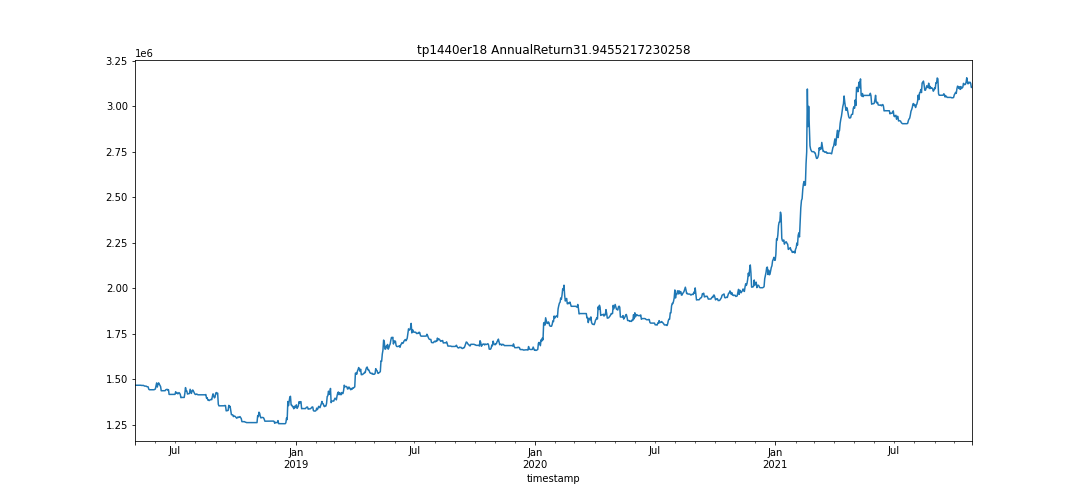 tp1440er18 AnnualReturn31.9455217230258
1e6
3.25
3.00
2.75
2.50
2.25
2.00
1.75
1.50
1.25
Jul
Jan
2019
Jul
Jan
2020
Jul
Jan
2021
Jul
timestamp